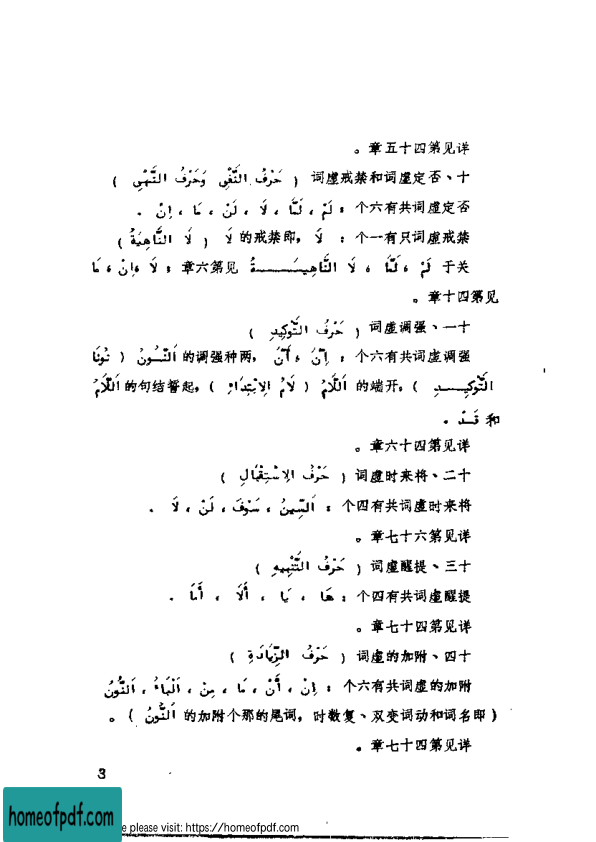 详见第四十五章。
十、否定虚词和禁戒虚词（حَرْفُ النَّفْيِ وَحَرْفُ النَّهْيِ）
否定虚词共有六个：لَمْ ، لَمَّا ، لَا ، لَنْ ، مَا ، إِنْ .
禁戒虚词只有一个：لَا ，即禁戒的 لَا（لَا النَّاهِيَةُ）
关于 لَمْ ، لَمَّا ، لَا النَّاهِيَةُ 见第六章；لَا ، إِنْ ، مَا
见十四章。
十一、强调虚词（حَرْفُ التَّوْكِيدِ）
强调虚词共有六个：إِنَّ ، أَنَّ ，两种强调的 اَلنُّونُ（نُونَا
التَّوْكِيدِ），开端的 اَللَّامُ（لَامُ الِابْتِدَاءِ），起誓结句的 اَللَّامُ
和 قَدْ .
详见第四十六章。
十二、将来时虚词（حَرْفُ الِاسْتِقْبَالِ）
将来时虚词共有四个：اَلسِّينُ ، سَوْفَ ، لَنْ ، لَا .
详见第六十七章。
十三、提醒虚词（حَرْفُ التَّنْبِيهِ）
提醒虚词共有四个：هَا ، يَا ، أَلَا ، أَمَا .
详见第四十七章。
十四、附加的虚词（حَرْفُ الزِّيَادَةِ）
附加的虚词共有六个：إِنْ ، أَنْ ، مَا ، مِنْ ، اَلْبَاءُ ، اَلنُّونُ
（即名词和动词变双、复数时，词尾的那个附加的 اَلنُّونُ）。
详见第四十七章。
3
homeofpdf.com
e please visit: https://homeofpdf.com